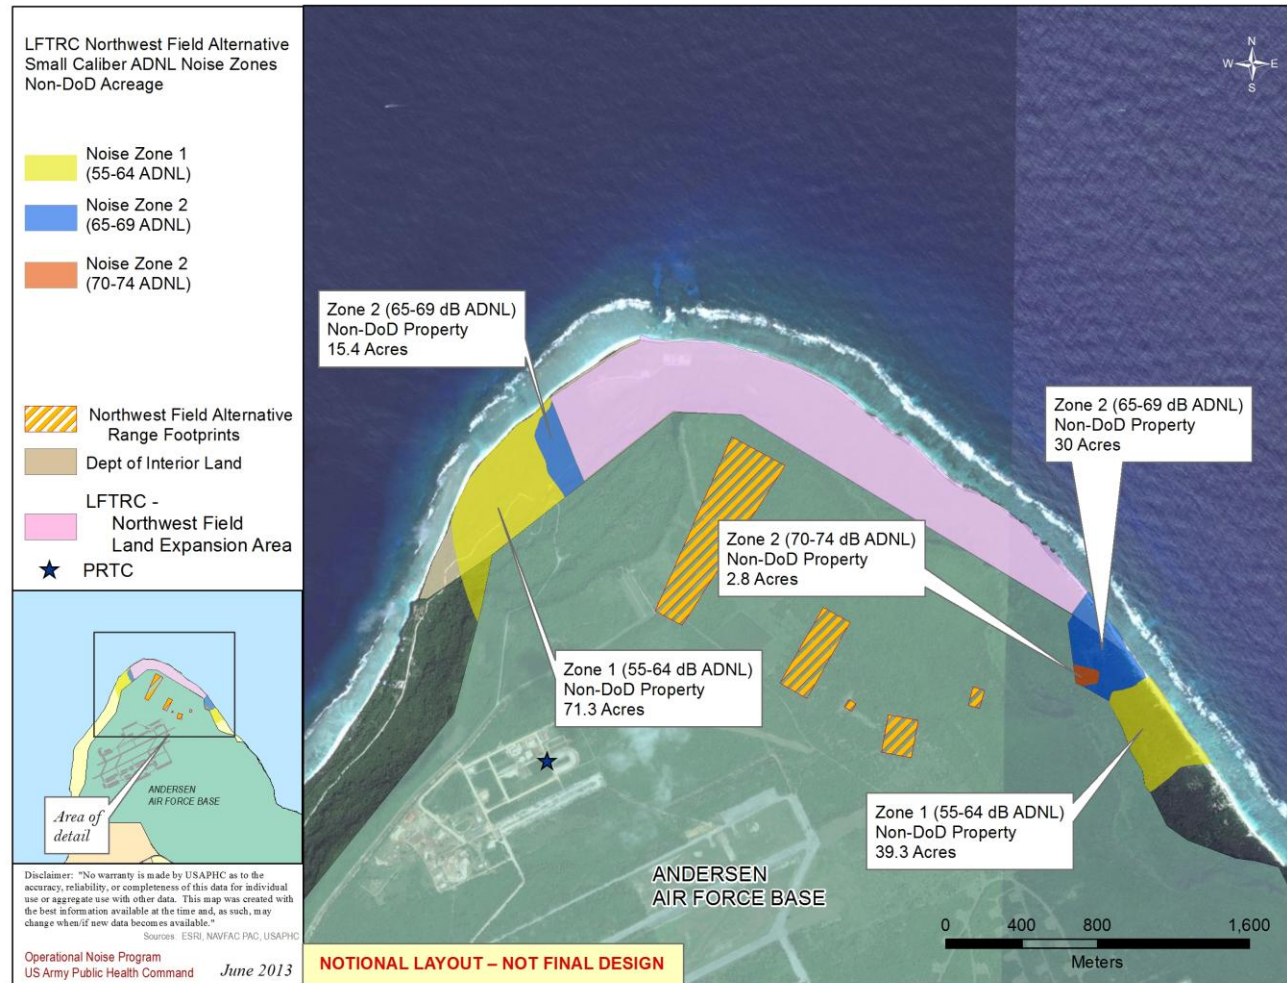 LFTRC Northwest Field Alternative
Small Caliber ADNL Noise Zones
Non-DoD Acreage
Noise Zone 1
(55-64 ADNL)
Noise Zone 2
(65-69 ADNL)
Noise Zone 2
(70-74 ADNL)
Northwest Field Alternative
Range Footprints
Dept of Interior Land
LFTRC -
Northwest Field
Land Expansion Area
PRTC
ANDERSEN
AIR FORCE BASE
Area of
detail
Disclaimer: "No warranty is made by USAPHC as to the
accuracy, reliability, or completeness of this data for individual
use or aggregate use with other data. This map was created with
the best information available at the time and, as such, may
change when/if new data becomes available."
Sources: ESRI, NAVFAC PAC, USAPHC
Operational Noise Program
US Army Public Health Command
June 2013
N
W
E
S
Zone 2 (65-69 dB ADNL)
Non-DoD Property
15.4 Acres
Zone 2 (65-69 dB ADNL)
Non-DoD Property
30 Acres
Zone 2 (70-74 dB ADNL)
Non-DoD Property
2.8 Acres
Zone 1 (55-64 dB ADNL)
Non-DoD Property
71.3 Acres
Zone 1 (55-64 dB ADNL)
Non-DoD Property
39.3 Acres
ANDERSEN
AIR FORCE BASE
0 400 800 1,600
Meters
NOTIONAL LAYOUT – NOT FINAL DESIGN